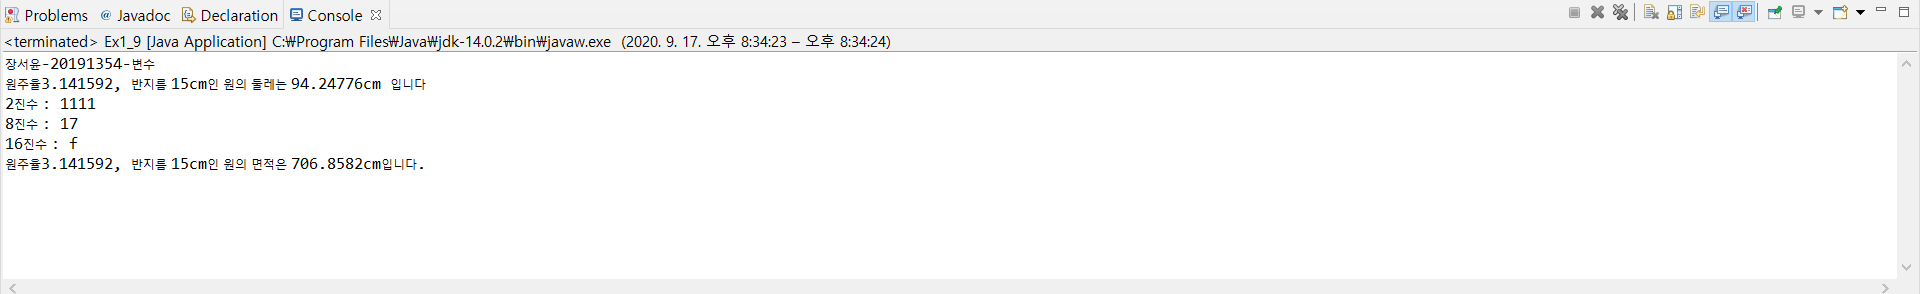 Problems @ Javadoc Declaration Console
<terminated> Ex1_9 [Java Application] C:₩Program Files₩Java₩jdk-14.0.2₩bin₩javaw.exe (2020. 9. 17. 오후 8:34:23 – 오후 8:34:24)
장서윤-20191354-변수
원주율3.141592, 반지름 15cm인 원의 둘레는 94.24776cm 입니다
2진수 : 1111
8진수 : 17
16진수 : f
원주율3.141592, 반지름 15cm인 원의 면적은 706.8582cm입니다.